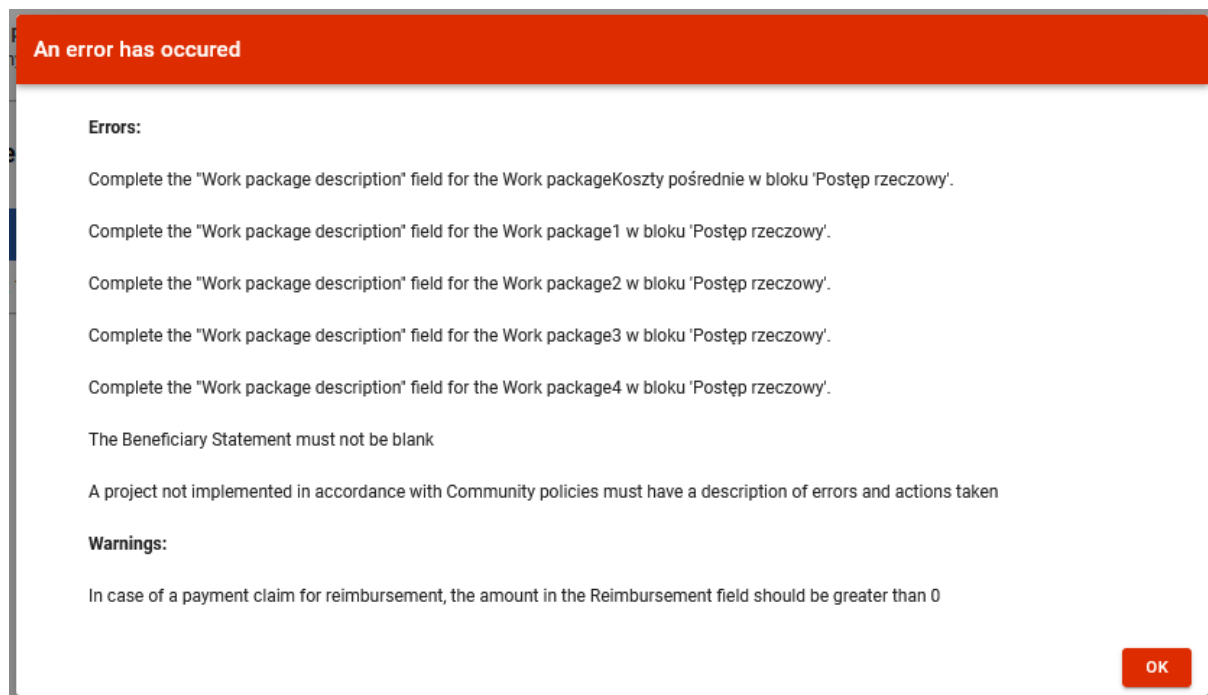 An error has occured
Errors:
Complete the "Work package description" field for the Work packageKoszty pośrednie w bloku 'Postęp rzeczowy'.
Complete the "Work package description" field for the Work package1 w bloku 'Postęp rzeczowy'.
Complete the "Work package description" field for the Work package2 w bloku 'Postęp rzeczowy'.
Complete the "Work package description" field for the Work package3 w bloku 'Postęp rzeczowy'.
Complete the "Work package description" field for the Work package4 w bloku 'Postęp rzeczowy'.
The Beneficiary Statement must not be blank
A project not implemented in accordance with Community policies must have a description of errors and actions taken
Warnings:
In case of a payment claim for reimbursement, the amount in the Reimbursement field should be greater than 0
OK